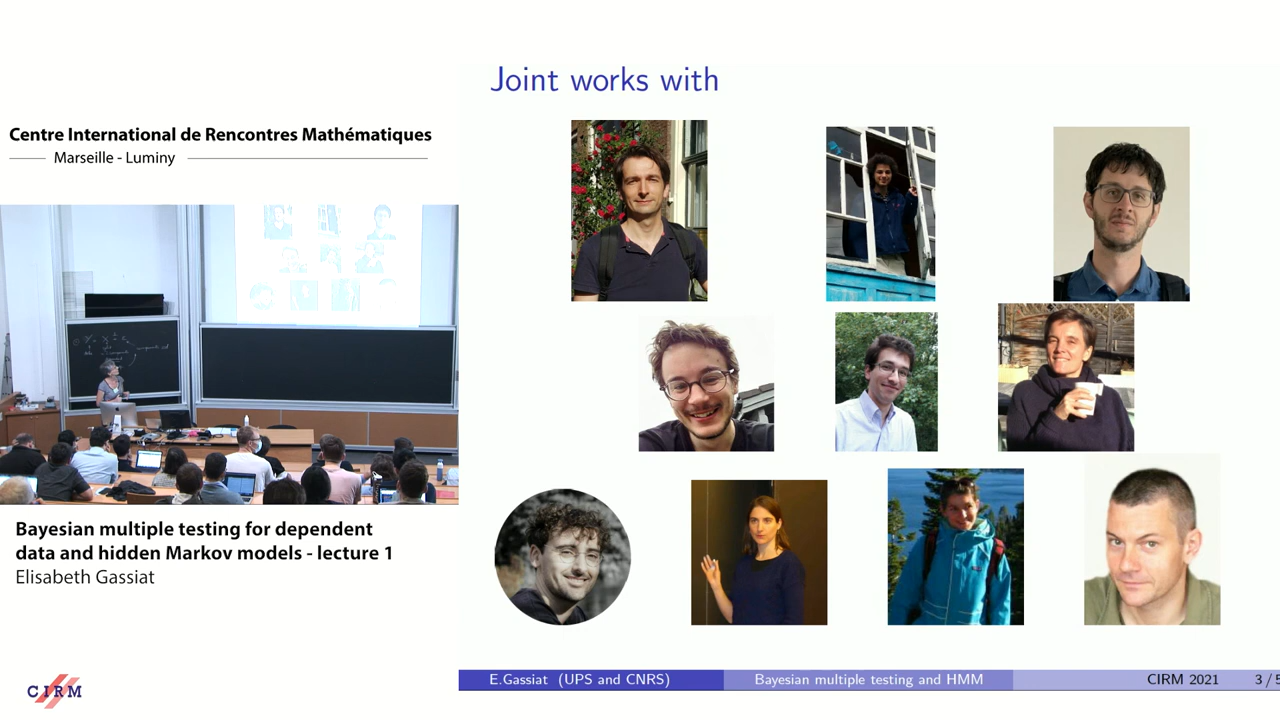 Joint works with
Centre International de Rencontres Mathématiques
Marseille - Luminy
Bayesian multiple testing for dependent
data and hidden Markov models - lecture 1
Elisabeth Gassiat
CIRM
E.Gassiat (UPS and CNRS)
Bayesian multiple testing and HMM
CIRM 2021
3 / 5